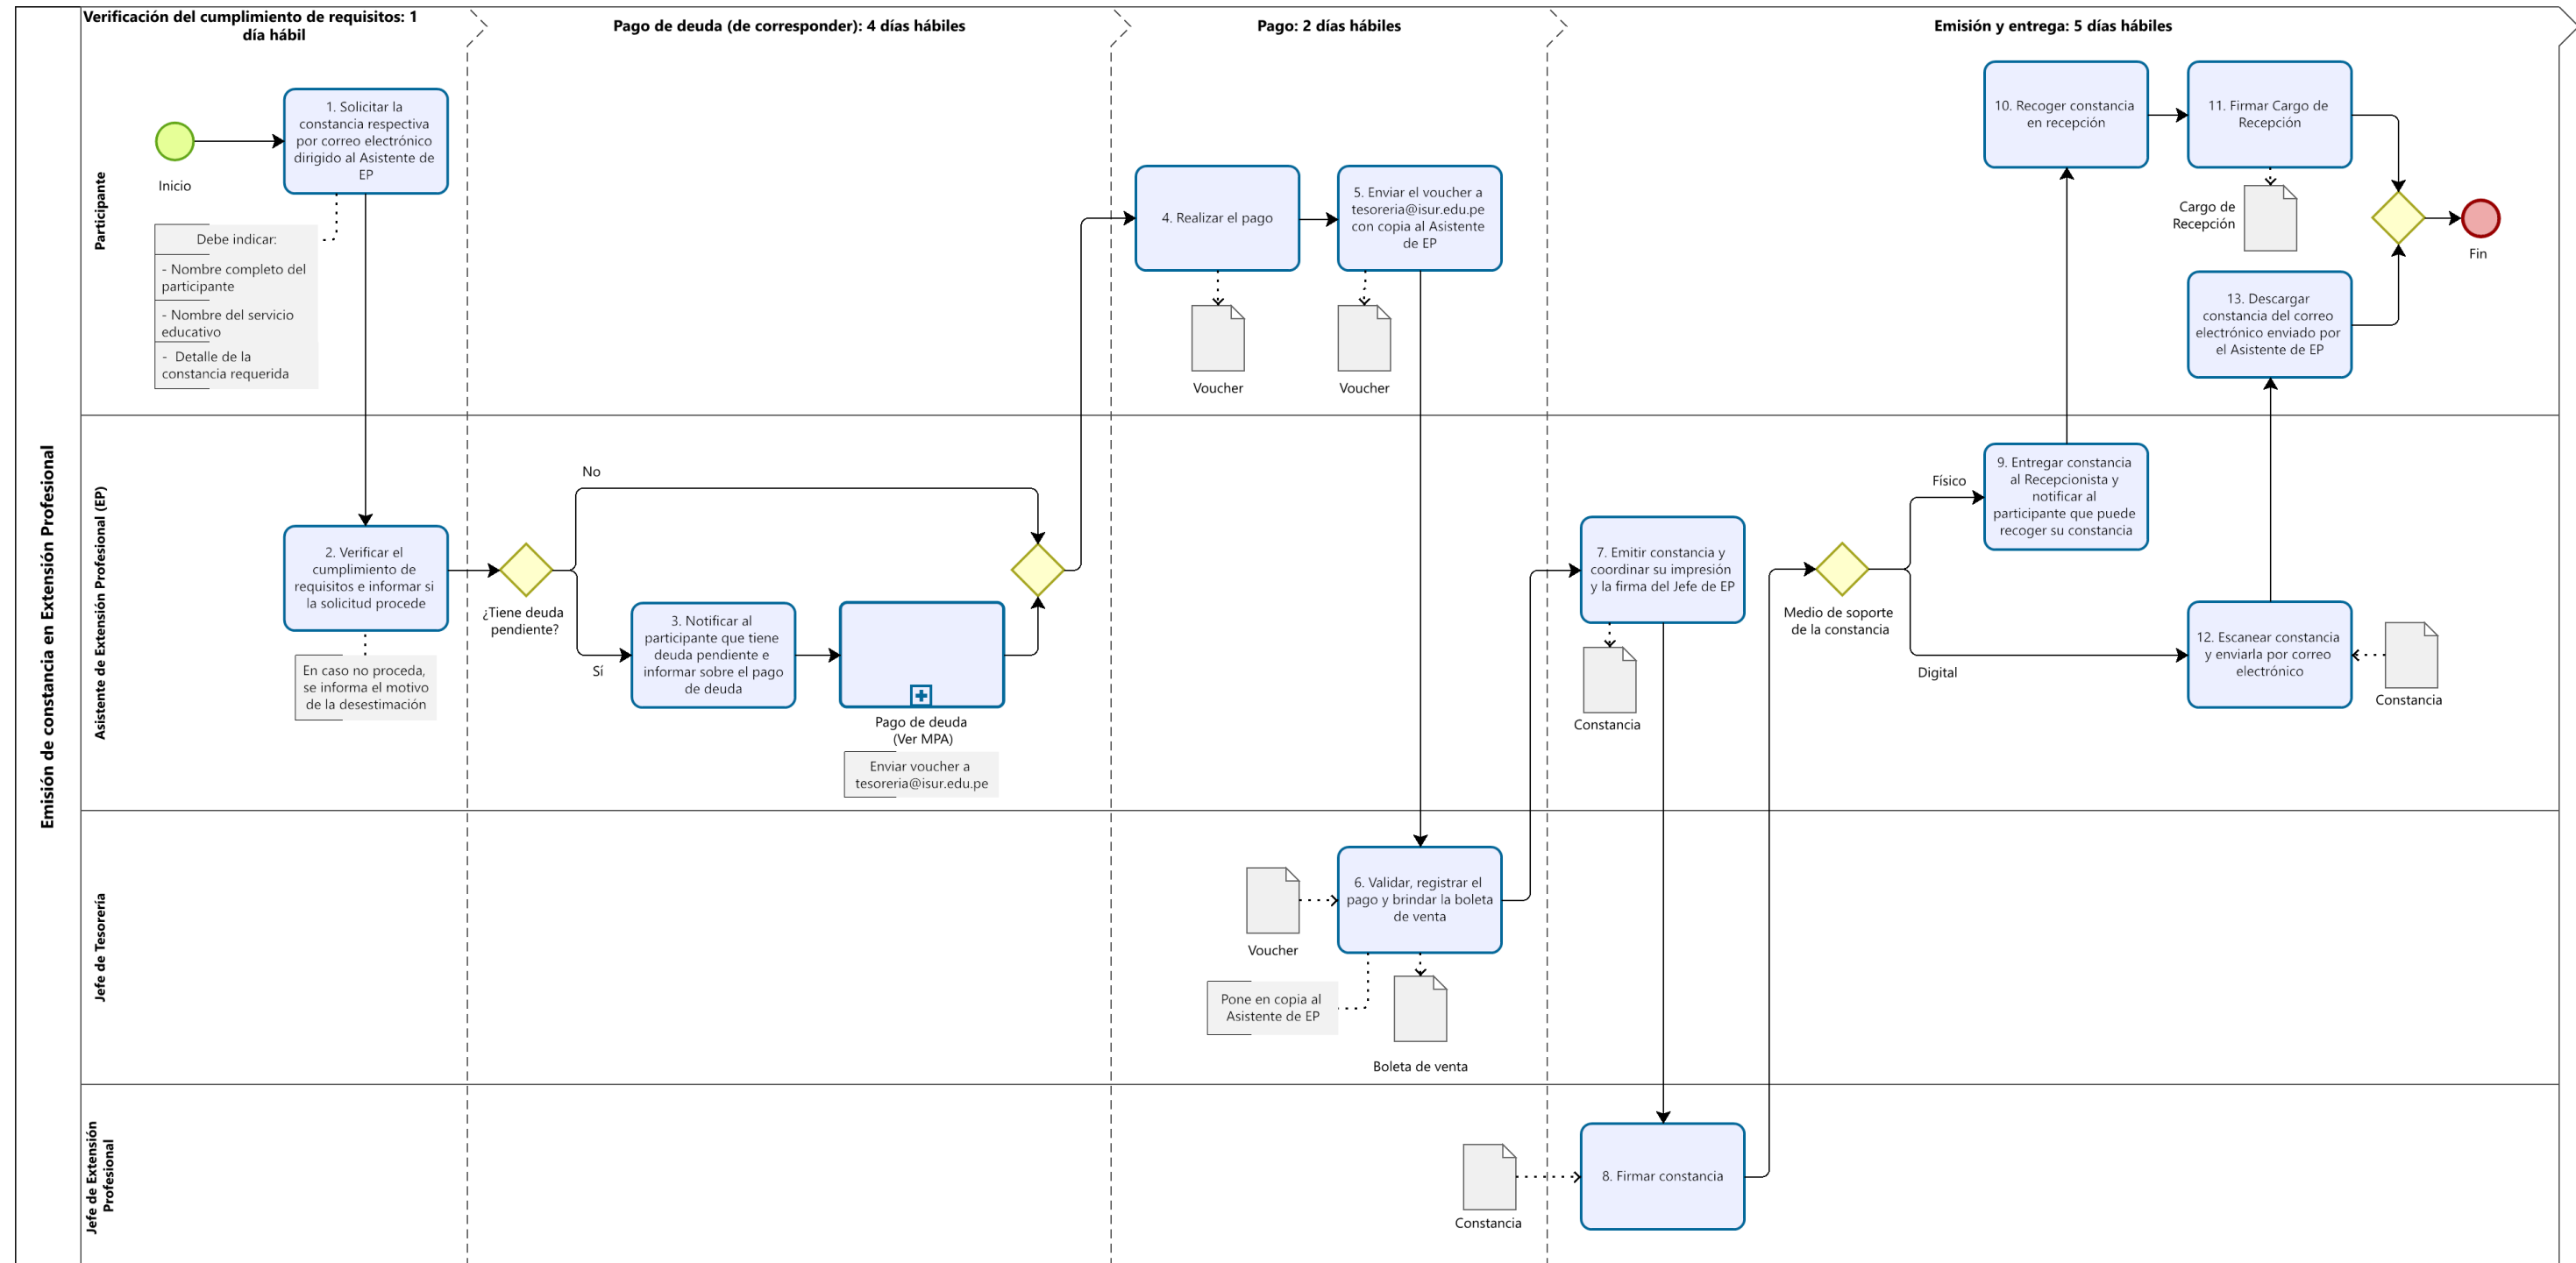 Verificación del cumplimiento de requisitos: 1
día hábil
Pago de deuda (de corresponder): 4 días hábiles
Pago: 2 días hábiles
Emisión y entrega: 5 días hábiles
Emisión de constancia en Extensión Profesional
Participante
Inicio
1. Solicitar la
constancia respectiva
por correo electrónico
dirigido al Asistente de
EP
Debe indicar:
- Nombre completo del
participante
- Nombre del servicio
educativo
- Detalle de la
constancia requerida
4. Realizar el pago
Voucher
5. Enviar el voucher a
tesoreria@isur.edu.pe
con copia al Asistente
de EP
Voucher
10. Recoger constancia
en recepción
11. Firmar Cargo de
Recepción
Cargo de
Recepción
Fin
13. Descargar
constancia del correo
electrónico enviado por
el Asistente de EP
Asistente de Extensión Profesional (EP)
2. Verificar el
cumplimiento de
requisitos e informar si
la solicitud procede
En caso no proceda,
se informa el motivo
de la desestimación
¿Tiene deuda
pendiente?
No
Sí
3. Notificar al
participante que tiene
deuda pendiente e
informar sobre el pago
de deuda
Pago de deuda
(Ver MPA)
Enviar voucher a
tesoreria@isur.edu.pe
7. Emitir constancia y
coordinar su impresión
y la firma del Jefe de EP
Constancia
Medio de soporte
de la constancia
Físico
Digital
9. Entregar constancia
al Recepcionista y
notificar al
participante que puede
recoger su constancia
12. Escanear constancia
y enviarla por correo
electrónico
Constancia
Jefe de Tesorería
Voucher
6. Validar, registrar el
pago y brindar la boleta
de venta
Pone en copia al
Asistente de EP
Boleta de venta
Jefe de Extensión
Profesional
Constancia
8. Firmar constancia